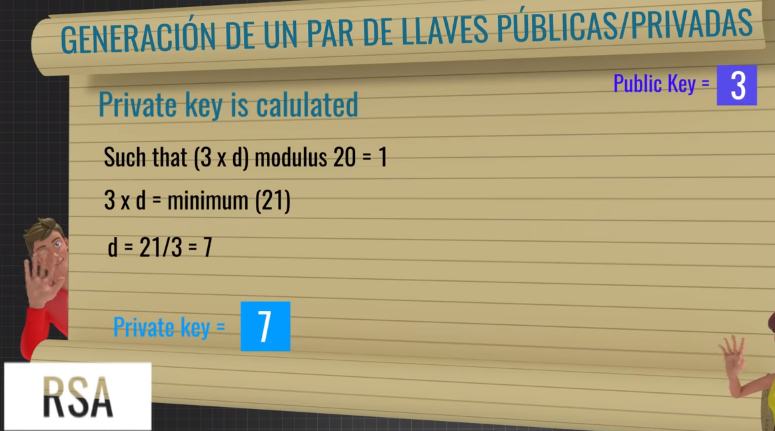 GENERACIÓN DE UN PAR DE LLAVES PÚBLICAS/PRIVADAS
Public Key = 3
Private key is calulated
Such that (3 x d) modulus 20 = 1
3 x d = minimum (21)
d = 21/3 = 7
Private key = 7
RSA